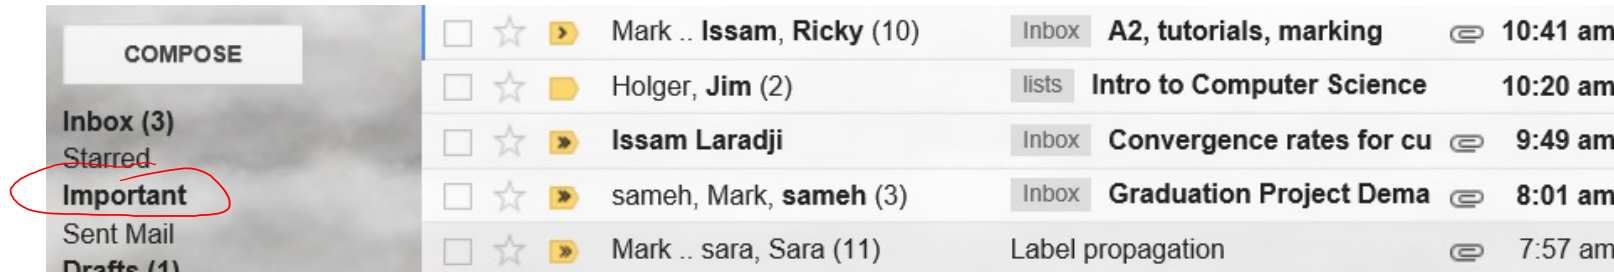 COMPOSE
Inbox (3)
Starred
Important
Sent Mail
Drafts (1)
Mark .. Issam, Ricky (10) Inbox A2, tutorials, marking 10:41 am
Holger, Jim (2) lists Intro to Computer Science 10:20 am
Issam Laradji Inbox Convergence rates for cu 9:49 am
sameh, Mark, sameh (3) Inbox Graduation Project Dema 8:01 am
Mark .. sara, Sara (11) Label propagation 7:57 am